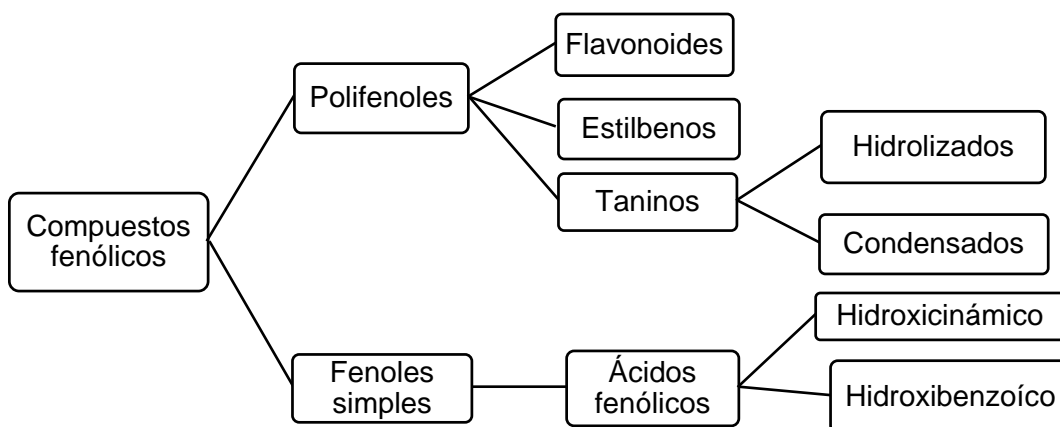 Flavonoides
Polifenoles
Estilbenos
Hidrolizados
Taninos
Compuestos
fenólicos
Condensados
Hidroxicinámico
Fenoles
simples
Ácidos
fenólicos
Hidroxibenzoíco